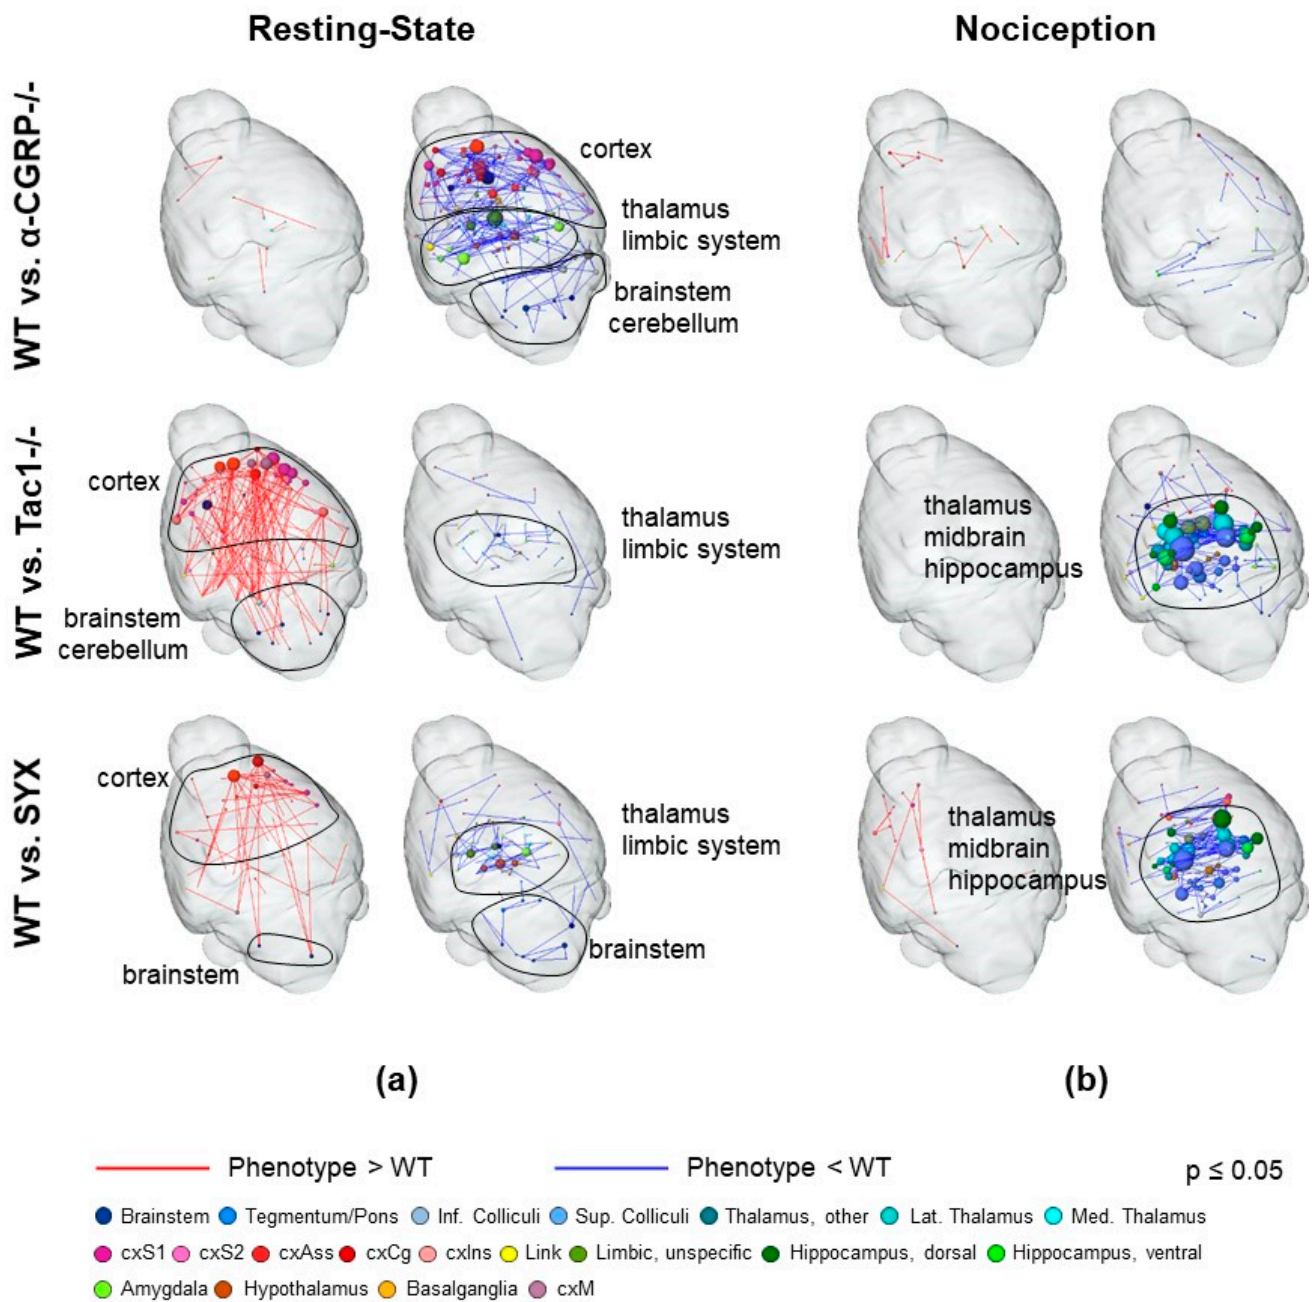 Resting-State
Nociception
WT vs. α-CGRP-/-
cortex
thalamus
limbic system
brainstem
cerebellum
WT vs. Tac1-/-
cortex
brainstem
cerebellum
thalamus
limbic system
thalamus
midbrain
hippocampus
WT vs. SYX
cortex
brainstem
thalamus
limbic system
brainstem
thalamus
midbrain
hippocampus
(a)
(b)
Phenotype > WT
Phenotype < WT
p ≤ 0.05
Brainstem Tegmentum/Pons Inf. Colliculi Sup. Colliculi Thalamus, other Lat. Thalamus Med. Thalamus
cxS1 cxS2 cxAss cxCg cxIns Link Limbic, unspecific Hippocampus, dorsal Hippocampus, ventral
Amygdala Hypothalamus Basalganglia cxM